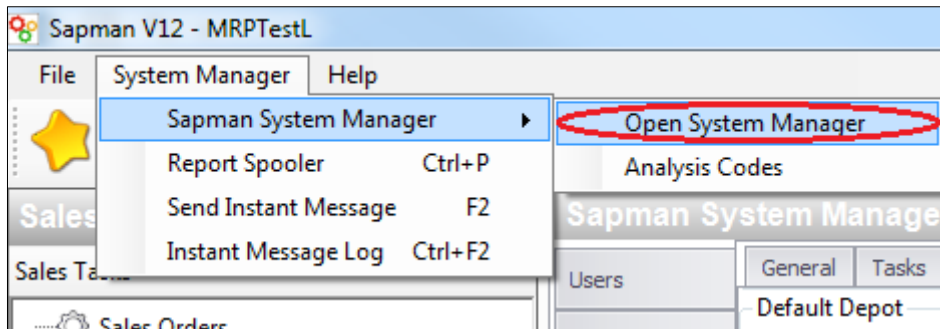 Sapman V12 - MRPTestL
File System Manager Help
Sapman System Manager
Open System Manager
Report Spooler Ctrl+P
Analysis Codes
Send Instant Message F2
Instant Message Log Ctrl+F2
Sales
Sapman System Manage
Sales
Users
General Tasks
Default Depot
Sales Orders